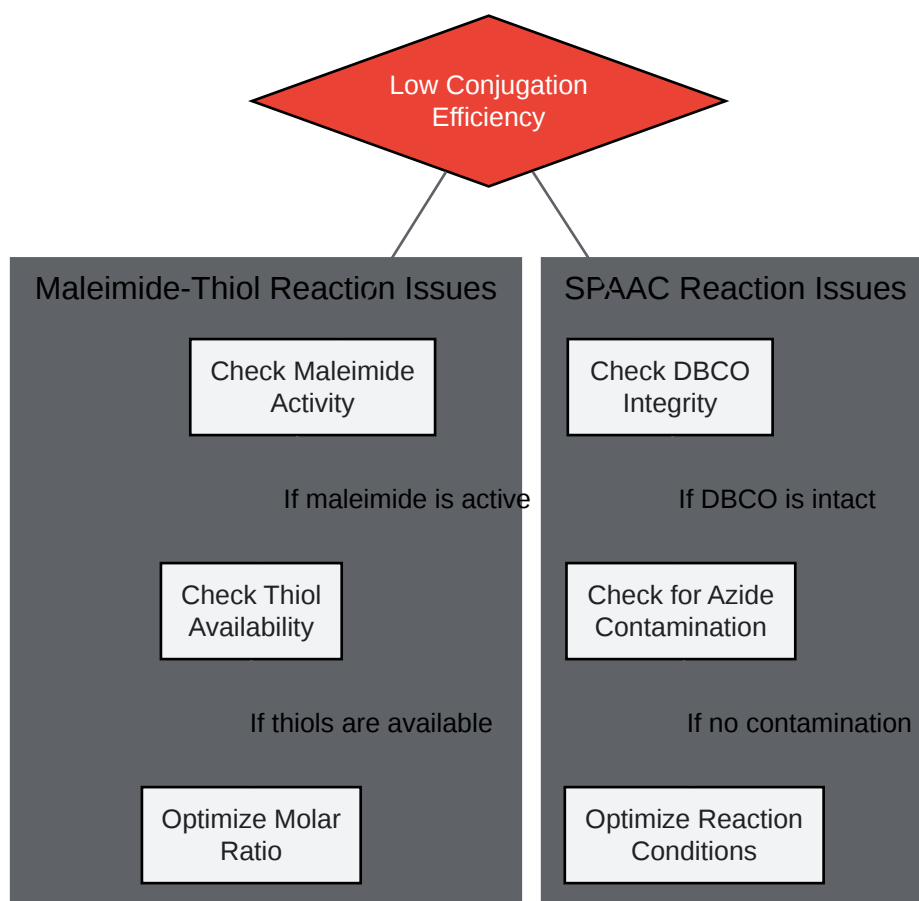 Low Conjugation
Efficiency
Maleimide-Thiol Reaction Issues
Check Maleimide
Activity
If maleimide is active
Check Thiol
Availability
If thiols are available
Optimize Molar
Ratio
SPAAC Reaction Issues
Check DBCO
Integrity
If DBCO is intact
Check for Azide
Contamination
If no contamination
Optimize Reaction
Conditions